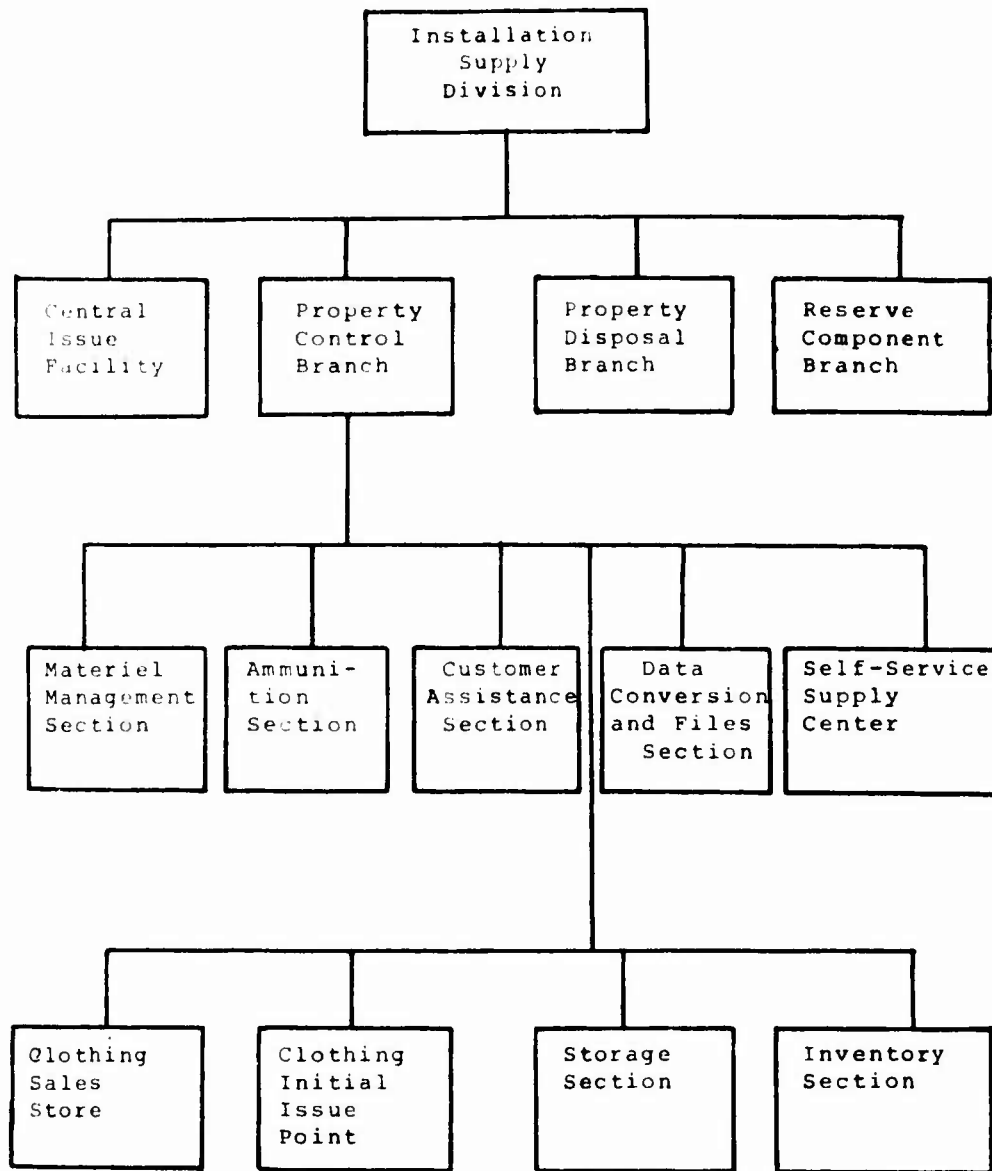 Installation
Supply
Division
Central
Issue
Facility
Property
Control
Branch
Property
Disposal
Branch
Reserve
Component
Branch
Materiel
Management
Section
Ammuni-
tion
Section
Customer
Assistance
Section
Data
Conversion
and Files
Section
Self-Service
Supply
Center
Clothing
Sales
Store
Clothing
Initial
Issue
Point
Storage
Section
Inventory
Section